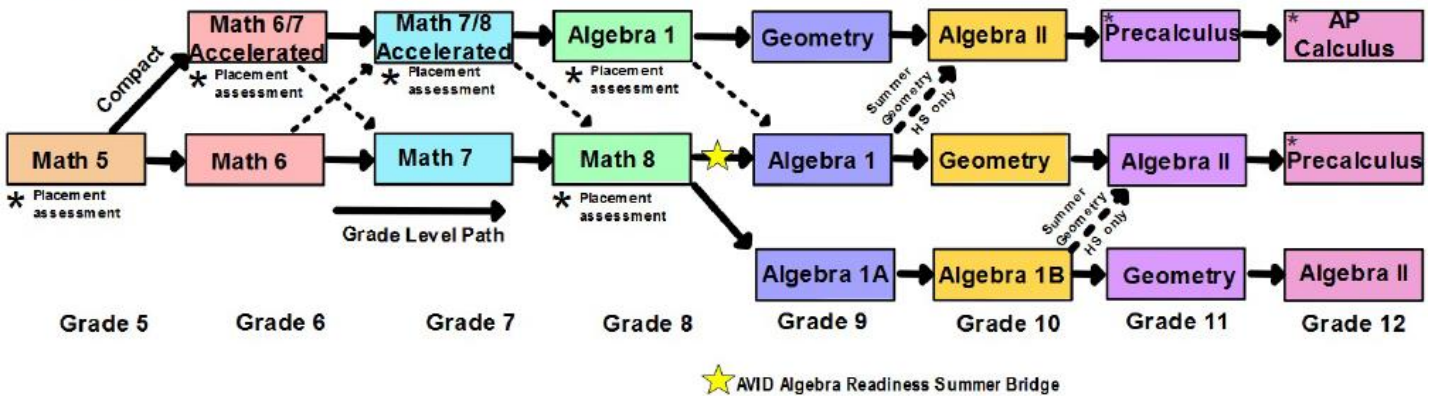 Math 6/7
Accelerated
Math 7/8
Accelerated
Algebra 1
Geometry
Algebra II
*
Precalculus
*
AP
Calculus
Compact
* Placement
assessment
* Placement
assessment
* Placement
assessment
Summer
Geometry
HS only
Math 5
Math 6
Math 7
Math 8
Algebra 1
Geometry
Algebra II
*
Precalculus
* Placement
assessment
* Placement
assessment
Grade Level Path
Summer
Geometry
HS only
Algebra 1A
Algebra 1B
Geometry
Algebra II
Grade 5
Grade 6
Grade 7
Grade 8
Grade 9
Grade 10
Grade 11
Grade 12
AVID Algebra Readiness Summer Bridge